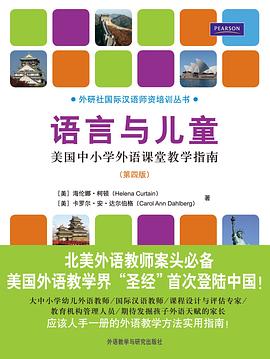 PEARSON
• 外研社国际汉语师资培训丛书 •
语言与儿童
美国中小学外语课堂教学指南
(第四版)
[美] 海伦娜·柯顿 (Helena Curtain)
[美] 卡罗尔·安·达尔伯格 (Carol Ann Dahlberg) 著
北美外语教师案头必备
美国外语教学界“圣经”首次登陆中国!
大中小学幼儿外语教师/国际汉语教师/课程设计与评估专家/
教育机构管理人员/期待发掘孩子外语天赋的家长
应该人手一册的外语教学方法实用指南!
外语教学与研究出版社